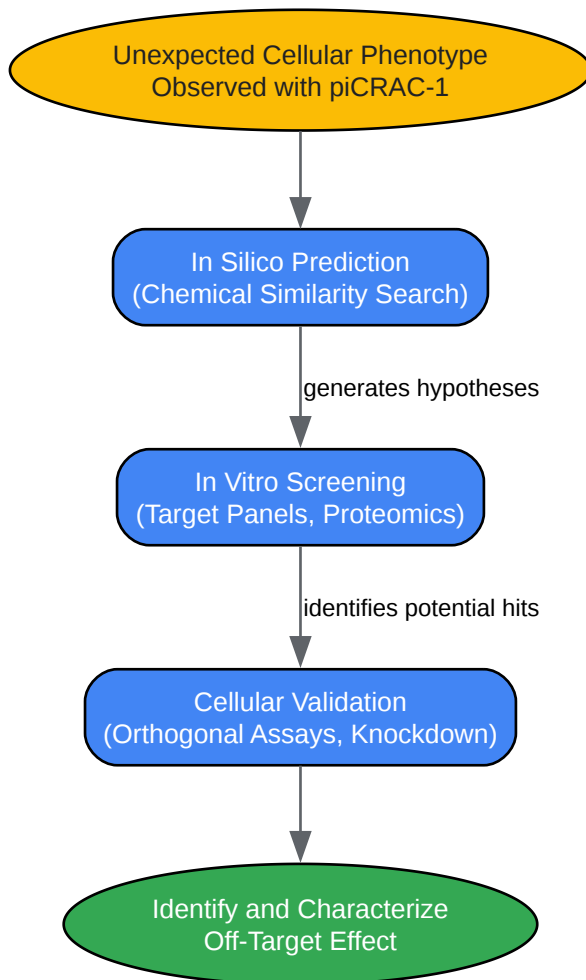 Unexpected Cellular Phenotype
Observed with piCRAC-1
In Silico Prediction
(Chemical Similarity Search)
generates hypotheses
In Vitro Screening
(Target Panels, Proteomics)
identifies potential hits
Cellular Validation
(Orthogonal Assays, Knockdown)
Identify and Characterize
Off-Target Effect